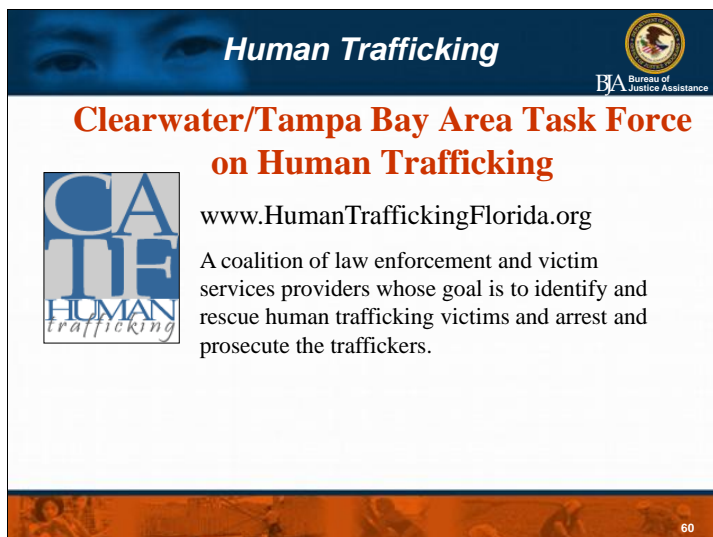 Human Trafficking
BJA Bureau of
Justice Assistance
Clearwater/Tampa Bay Area Task Force
on Human Trafficking
CA
TF
HUMAN
trafficking
www.HumanTraffickingFlorida.org
A coalition of law enforcement and victim
services providers whose goal is to identify and
rescue human trafficking victims and arrest and
prosecute the traffickers.
60